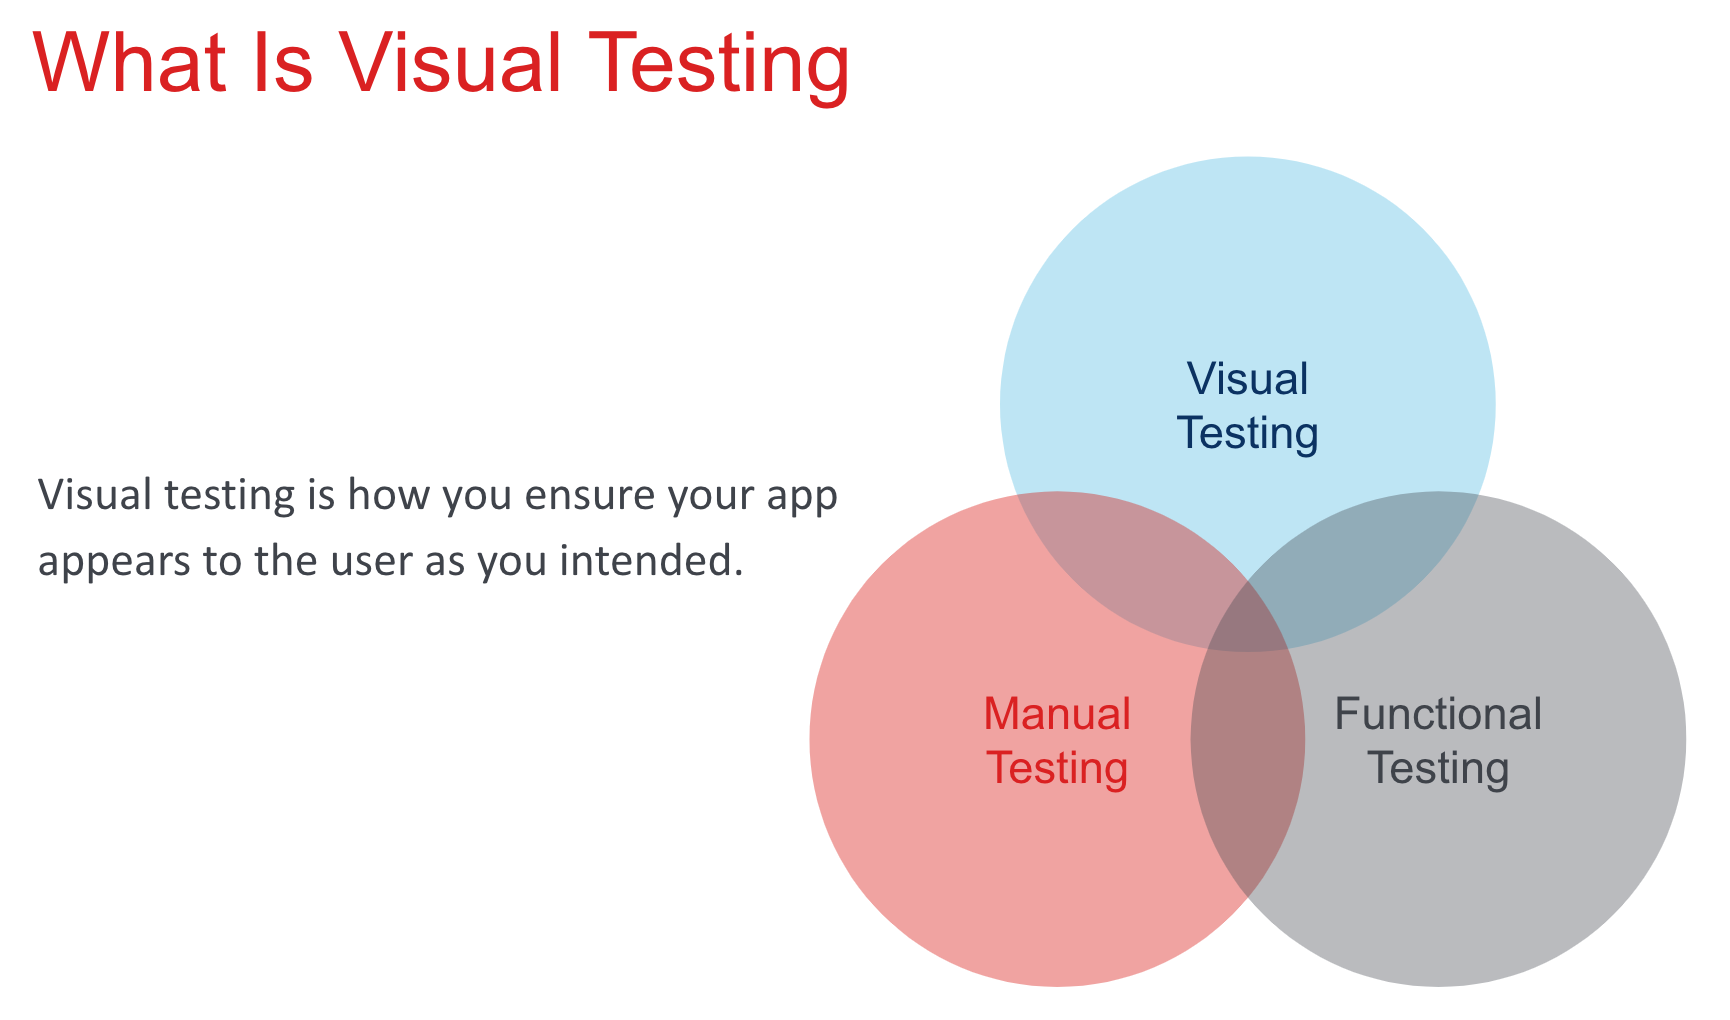 What Is Visual Testing
Visual testing is how you ensure your app
appears to the user as you intended.
Visual
Testing
Manual
Testing
Functional
Testing